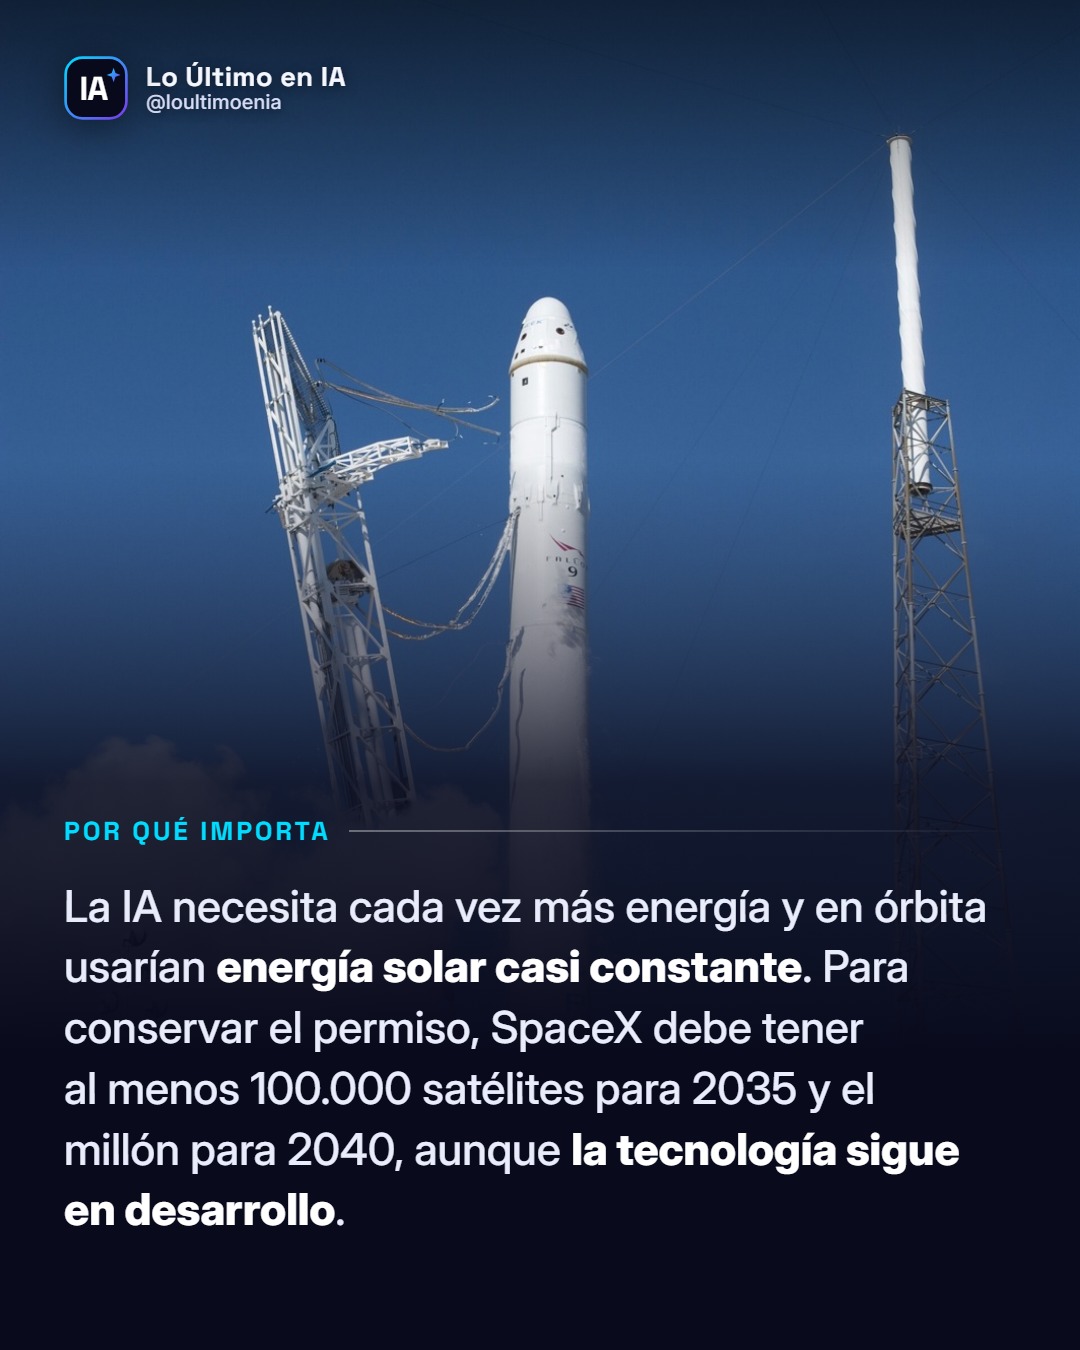 IA
Lo Último en IA
@loultimoenia
FALCON
9
POR QUÉ IMPORTA
La IA necesita cada vez más energía y en órbita
usarían energía solar casi constante. Para
conservar el permiso, SpaceX debe tener
al menos 100.000 satélites para 2035 y el
millón para 2040, aunque la tecnología sigue
en desarrollo.